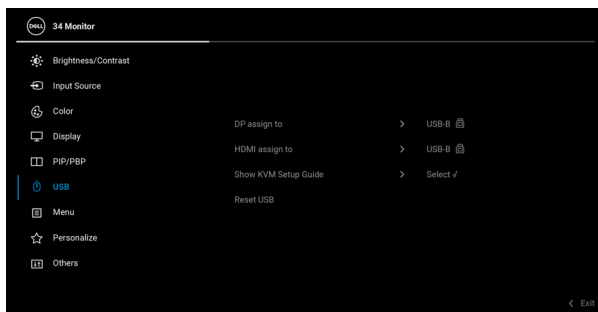 DELL 34 Monitor
Brightness/Contrast
Input Source
Color
Display
PIP/PBP
USB
Menu
Personalize
Others
DP assign to > USB-B
HDMI assign to > USB-B
Show KVM Setup Guide > Select √
Reset USB
< Exit